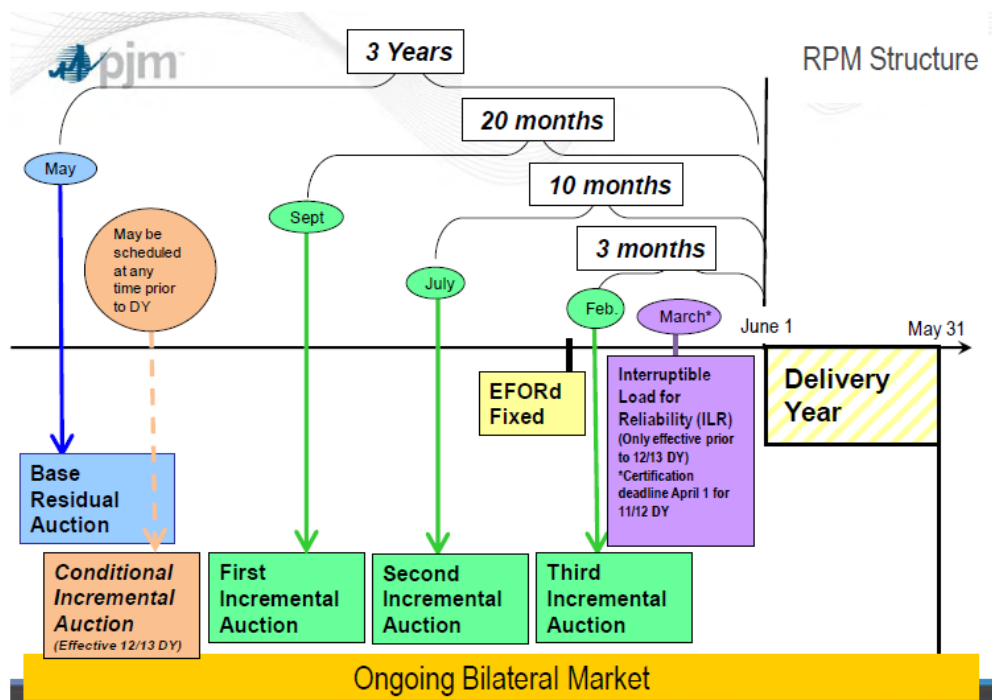 pjm
RPM Structure
3 Years
20 months
10 months
3 months
May
Sept
July
Feb.
March*
May be
scheduled
at any
time prior
to DY
June 1
May 31
EFORd
Fixed
Interruptible
Load for
Reliability (ILR)
(Only effective prior
to 12/13 DY)
*Certification
deadline April 1 for
11/12 DY
Delivery
Year
Base
Residual
Auction
Conditional
Incremental
Auction
(Effective 12/13 DY)
First
Incremental
Auction
Second
Incremental
Auction
Third
Incremental
Auction
Ongoing Bilateral Market